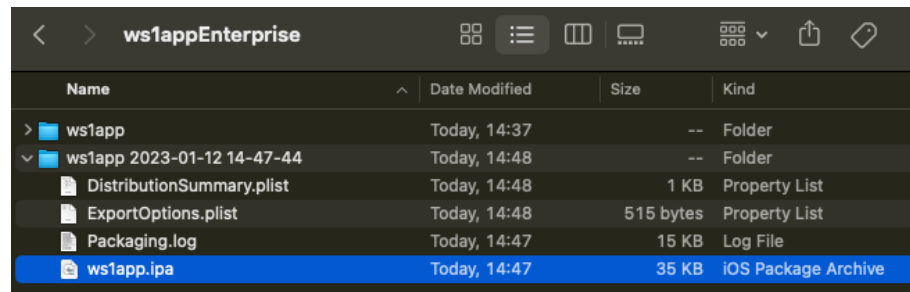 ws1appEnterprise
Name Date Modified Size Kind
ws1app Today, 14:37 -- Folder
ws1app 2023-01-12 14-47-44 Today, 14:48 -- Folder
DistributionSummary.plist Today, 14:48 1 KB Property List
ExportOptions.plist Today, 14:48 515 bytes Property List
Packaging.log Today, 14:47 15 KB Log File
ws1app.ipa Today, 14:47 35 KB iOS Package Archive